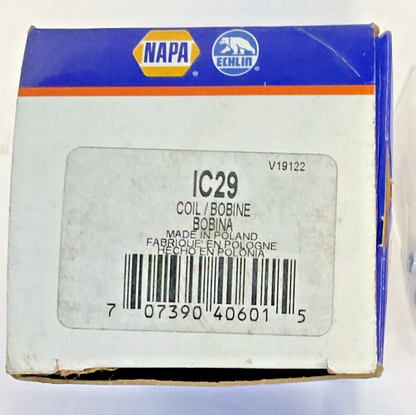 NAPA
ECHLIN
V19122
IC29
COIL / BOBINE
BOBINA
MADE IN POLAND
FABRIQUE: EN POLOGNE
HECHO EN POLONIA
7 07390 40601 5